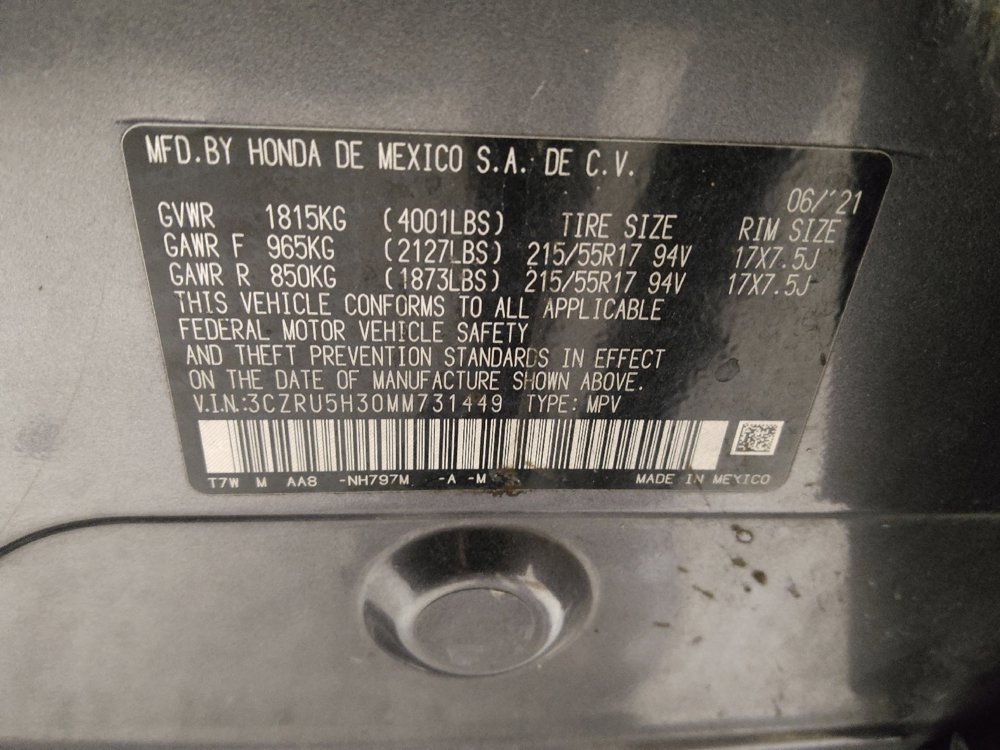 MFD.BY HONDA DE MEXICO S.A. DE C.V.
06/'21
GVWR 1815KG (4001LBS) TIRE SIZE RIM SIZE
GAWR F 965KG (2127LBS) 215/55R17 94V 17X7.5J
GAWR R 850KG (1873LBS) 215/55R17 94V 17X7.5J
THIS VEHICLE CONFORMS TO ALL APPLICABLE
FEDERAL MOTOR VEHICLE SAFETY
AND THEFT PREVENTION STANDARDS IN EFFECT
ON THE DATE OF MANUFACTURE SHOWN ABOVE.
V.I.N.:3CZRU5H30MM731449 TYPE: MPV
T7W M AA8 -NH797M -A -M MADE IN MEXICO